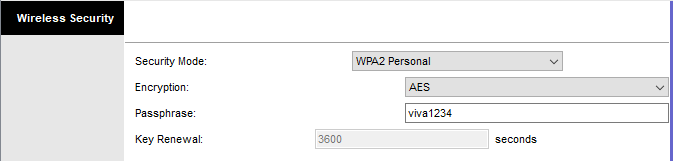 Wireless Security
Security Mode: WPA2 Personal
Encryption: AES
Passphrase: viva1234
Key Renewal: 3600 seconds